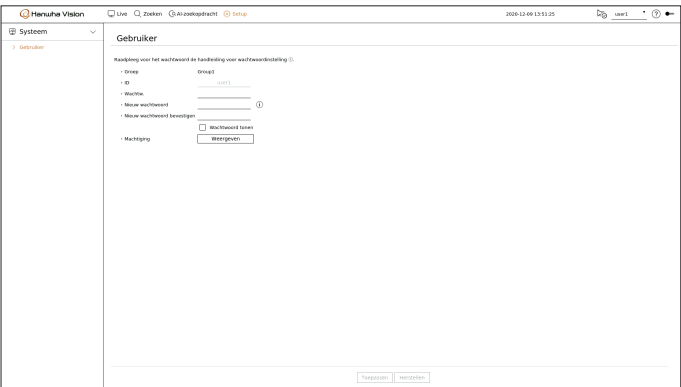 Hanwha Vision
Live Zoeken AI-zoekopdracht Setup 2020-12-09 13:51:25 user1
Systeem
Gebruiker
Gebruiker
Raadpleeg voor het wachtwoord de handleiding voor wachtwoordinstelling ⓘ.
Groep Group1
ID user1
Wachtw.
Nieuw wachtwoord
Nieuw wachtwoord bevestigen
Wachtwoord tonen
Machtiging Weergeven
Toepassen Herstellen